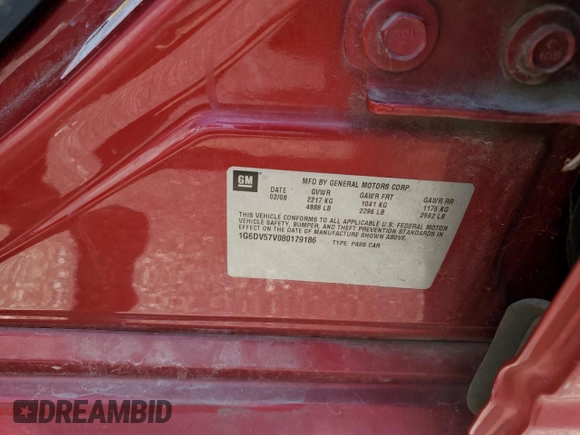 GM
MFD BY GENERAL MOTORS CORP.
DATE GVWR GAWR FRT GAWR RR
02/08 2217 KG 1041 KG 1176 KG
4888 LB 2296 LB 2592 LB
THIS VEHICLE CONFORMS TO ALL APPLICABLE U.S. FEDERAL MOTOR
VEHICLE SAFETY, BUMPER, AND THEFT PREVENTION STANDARDS IN
EFFECT ON THE DATE OF MANUFACTURE SHOWN ABOVE.
1G6DV57V080179186 TYPE: PASS CAR
DREAMBID